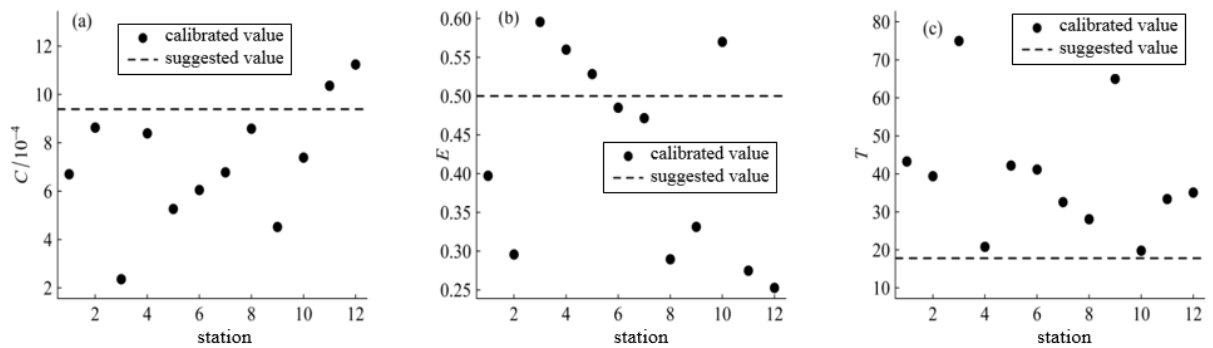 (a)
calibrated value
suggested value
C/10⁻⁴
12
10
8
6
4
2
2 4 6 8 10 12
station
(b)
calibrated value
suggested value
E
0.60
0.55
0.50
0.45
0.40
0.35
0.30
0.25
2 4 6 8 10 12
station
(c)
calibrated value
suggested value
T
80
70
60
50
40
30
20
10
2 4 6 8 10 12
station